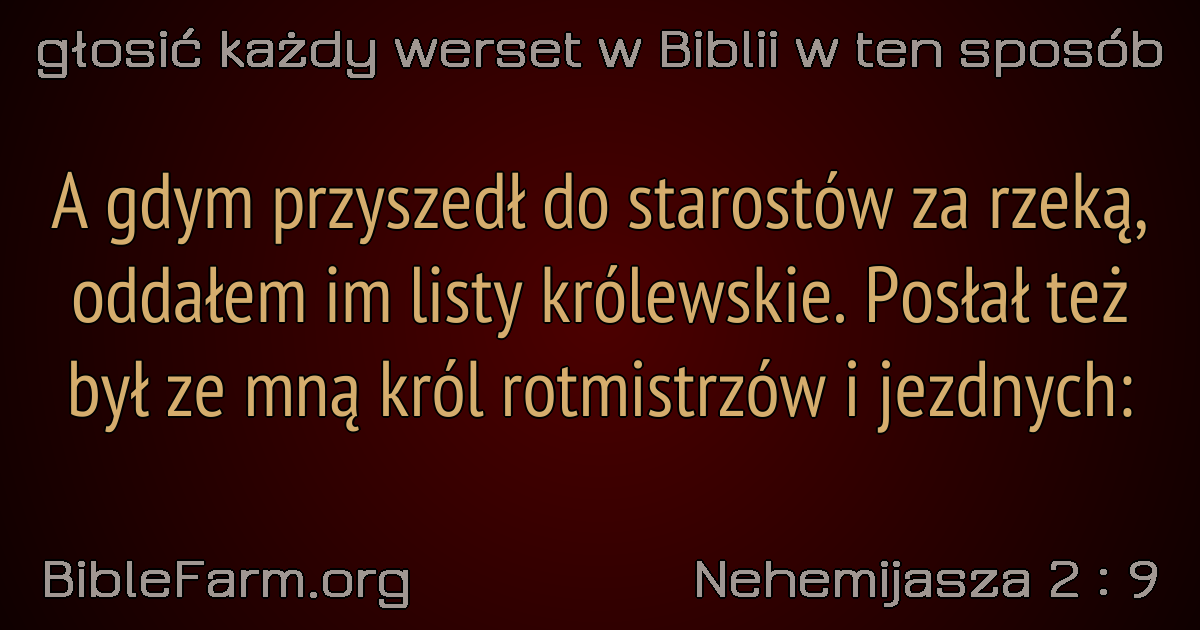 głosić każdy werset w Biblii w ten sposób
A gdym przyszedł do starostów za rzeką,
oddałem im listy królewskie. Posłał też
był ze mną król rotmistrzów i jezdnych:
BibleFarm.org
Nehemijasza 2 : 9